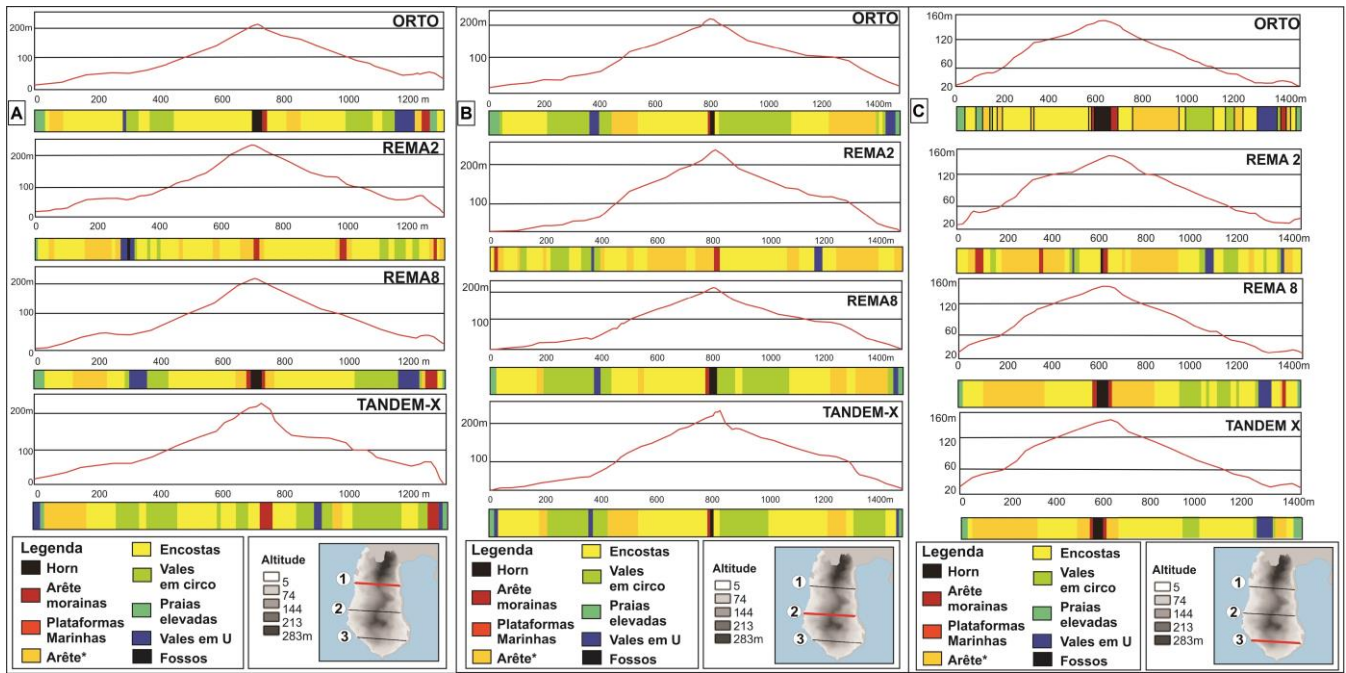 A
ORTO
200m
100
0
0 200 400 600 800 1000 1200 m
REMA2
200m
100
0
0 200 400 600 800 1000 1200 m
REMA8
200m
100
0
0 200 400 600 800 1000 1200 m
TANDEM-X
200m
100
0
0 200 400 600 800 1000 1200 m
Legenda
Horn
Arête morainas
Plataformas Marinhas
Arête*
Encostas
Vales em circo
Praias elevadas
Vales em U
Fossos
Altitude
5
74
144
213
283m
1
2
3
B
ORTO
200m
100
0
0 200 400 600 800 1000 1200 1400m
REMA2
200m
100
0
0 200 400 600 800 1000 1200 1400m
REMA8
200m
100
0 200 400 600 800 1000 1200 1400m
TANDEM-X
200m
100
0 200 400 600 800 1000 1200 1400m
Legenda
Horn
Arête morainas
Plataformas Marinhas
Arête*
Encostas
Vales em circo
Praias elevadas
Vales em U
Fossos
Altitude
5
74
144
213
283m
1
2
3
C
ORTO
160m
120
60
20
0 200 400 600 800 1000 1200 1400m
REMA 2
160m
120
60
20
0 200 400 600 800 1000 1200 1400m
REMA 8
160m
120
60
20
0 200 400 600 800 1000 1200 1400m
TANDEM X
160m
120
60
20
0 200 400 600 800 1000 1200 1400m
Legenda
Horn
Arête morainas
Plataformas Marinhas
Arête*
Encostas
Vales em circo
Praias elevadas
Vales em U
Fossos
Altitude
5
74
144
213
283m
1
2
3